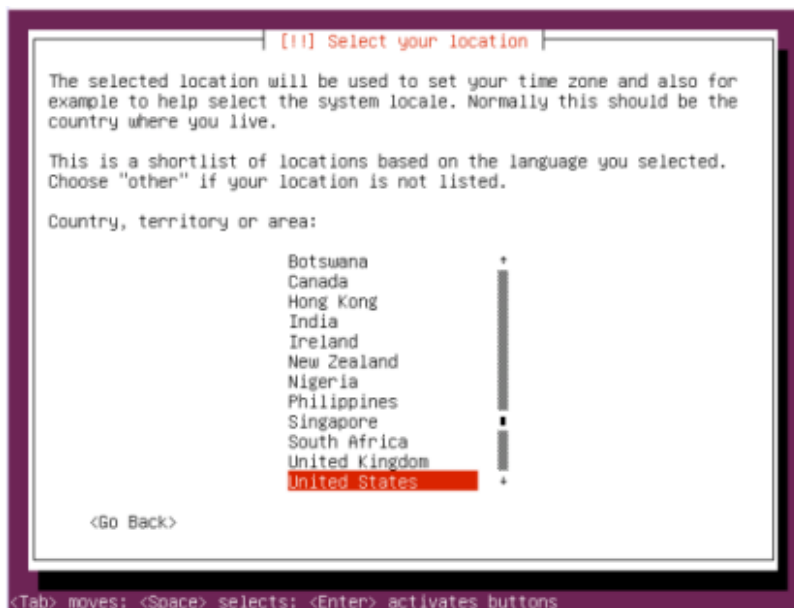 [!!] Select your location
The selected location will be used to set your time zone and also for
example to help select the system locale. Normally this should be the
country where you live.
This is a shortlist of locations based on the language you selected.
Choose "other" if your location is not listed.
Country, territory or area:
Botswana
Canada
Hong Kong
India
Ireland
New Zealand
Nigeria
Philippines
Singapore
South Africa
United Kingdom
United States
<Go Back>
<Tab> moves; <Space> selects; <Enter> activates buttons